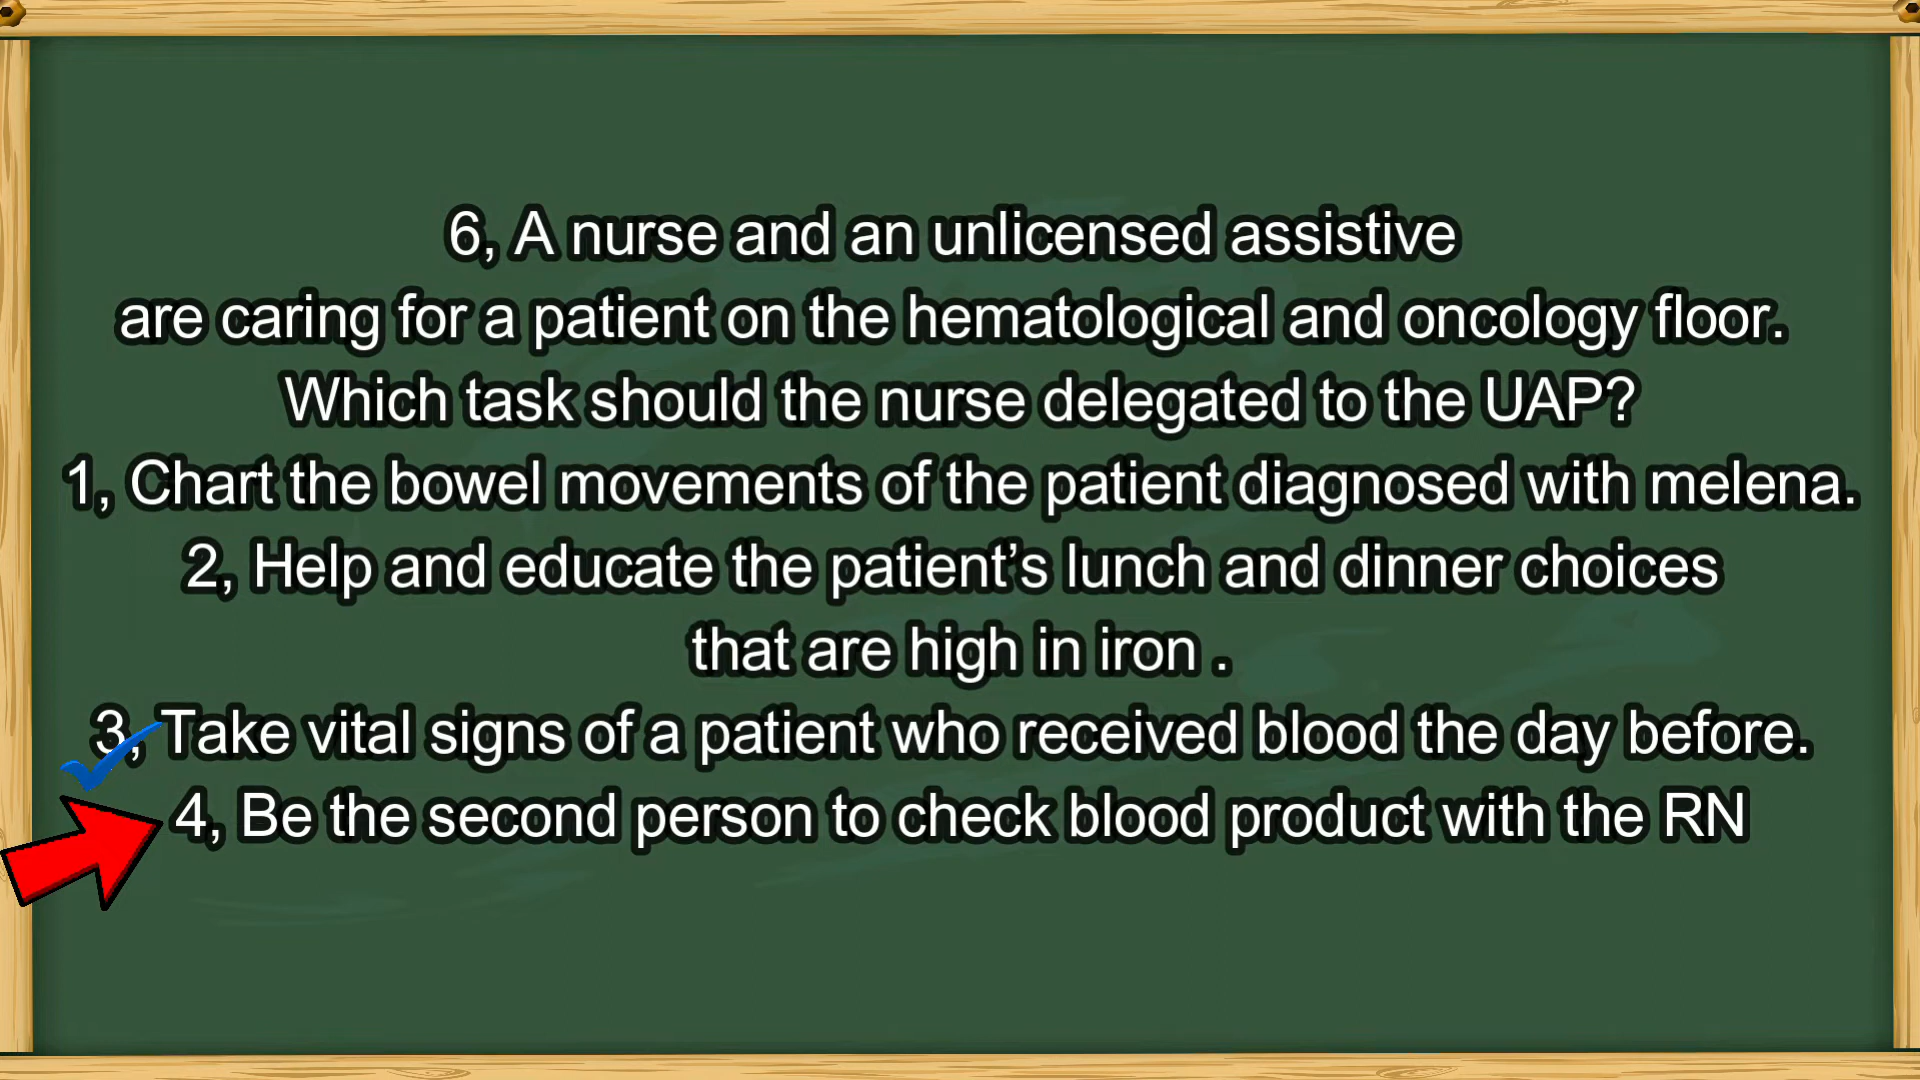 6, A nurse and an unlicensed assistive
are caring for a patient on the hematological and oncology floor.
Which task should the nurse delegated to the UAP?
1, Chart the bowel movements of the patient diagnosed with melena.
2, Help and educate the patient’s lunch and dinner choices
that are high in iron .
3, Take vital signs of a patient who received blood the day before.
4, Be the second person to check blood product with the RN